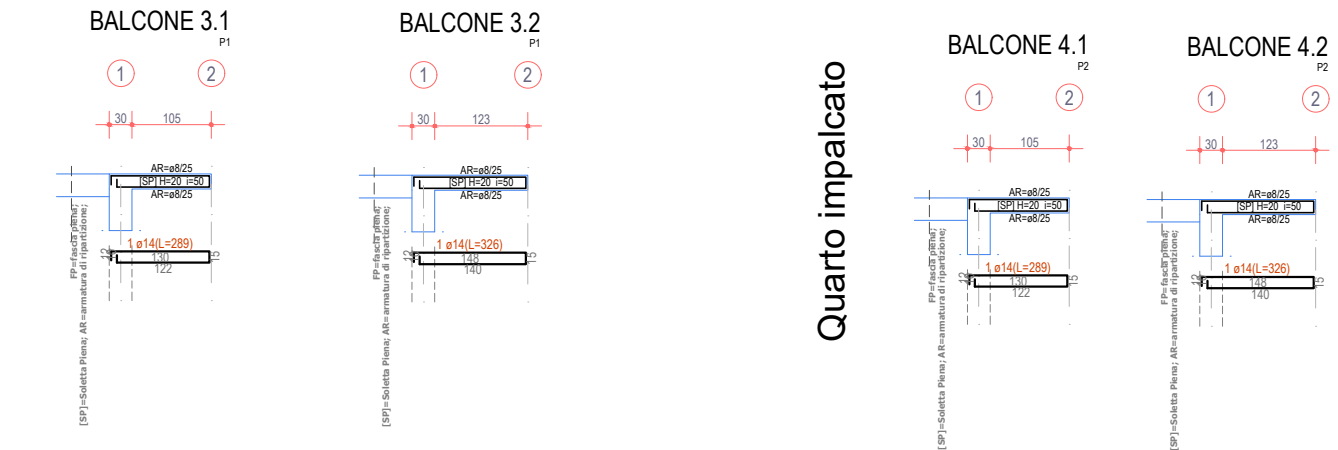 BALCONE 3.1
P1
1 2
30 105
AR=ø8/25
[SP] H=20 i=50
AR=ø8/25
1 ø14(L=289)
12 130 15
122
FP=fascia piena;
[SP]=Soletta Piena; AR=armatura di ripartizione;
BALCONE 3.2
P1
1 2
30 123
AR=ø8/25
[SP] H=20 i=50
AR=ø8/25
1 ø14(L=326)
12 148 15
140
FP=fascia piena;
[SP]=Soletta Piena; AR=armatura di ripartizione;
Quarto impalcato
BALCONE 4.1
P2
1 2
30 105
AR=ø8/25
[SP] H=20 i=50
AR=ø8/25
1 ø14(L=289)
12 130 15
122
FP=fascia piena;
[SP]=Soletta Piena; AR=armatura di ripartizione;
BALCONE 4.2
P2
1 2
30 123
AR=ø8/25
[SP] H=20 i=50
AR=ø8/25
1 ø14(L=326)
12 148 15
140
FP=fascia piena;
[SP]=Soletta Piena; AR=armatura di ripartizione;